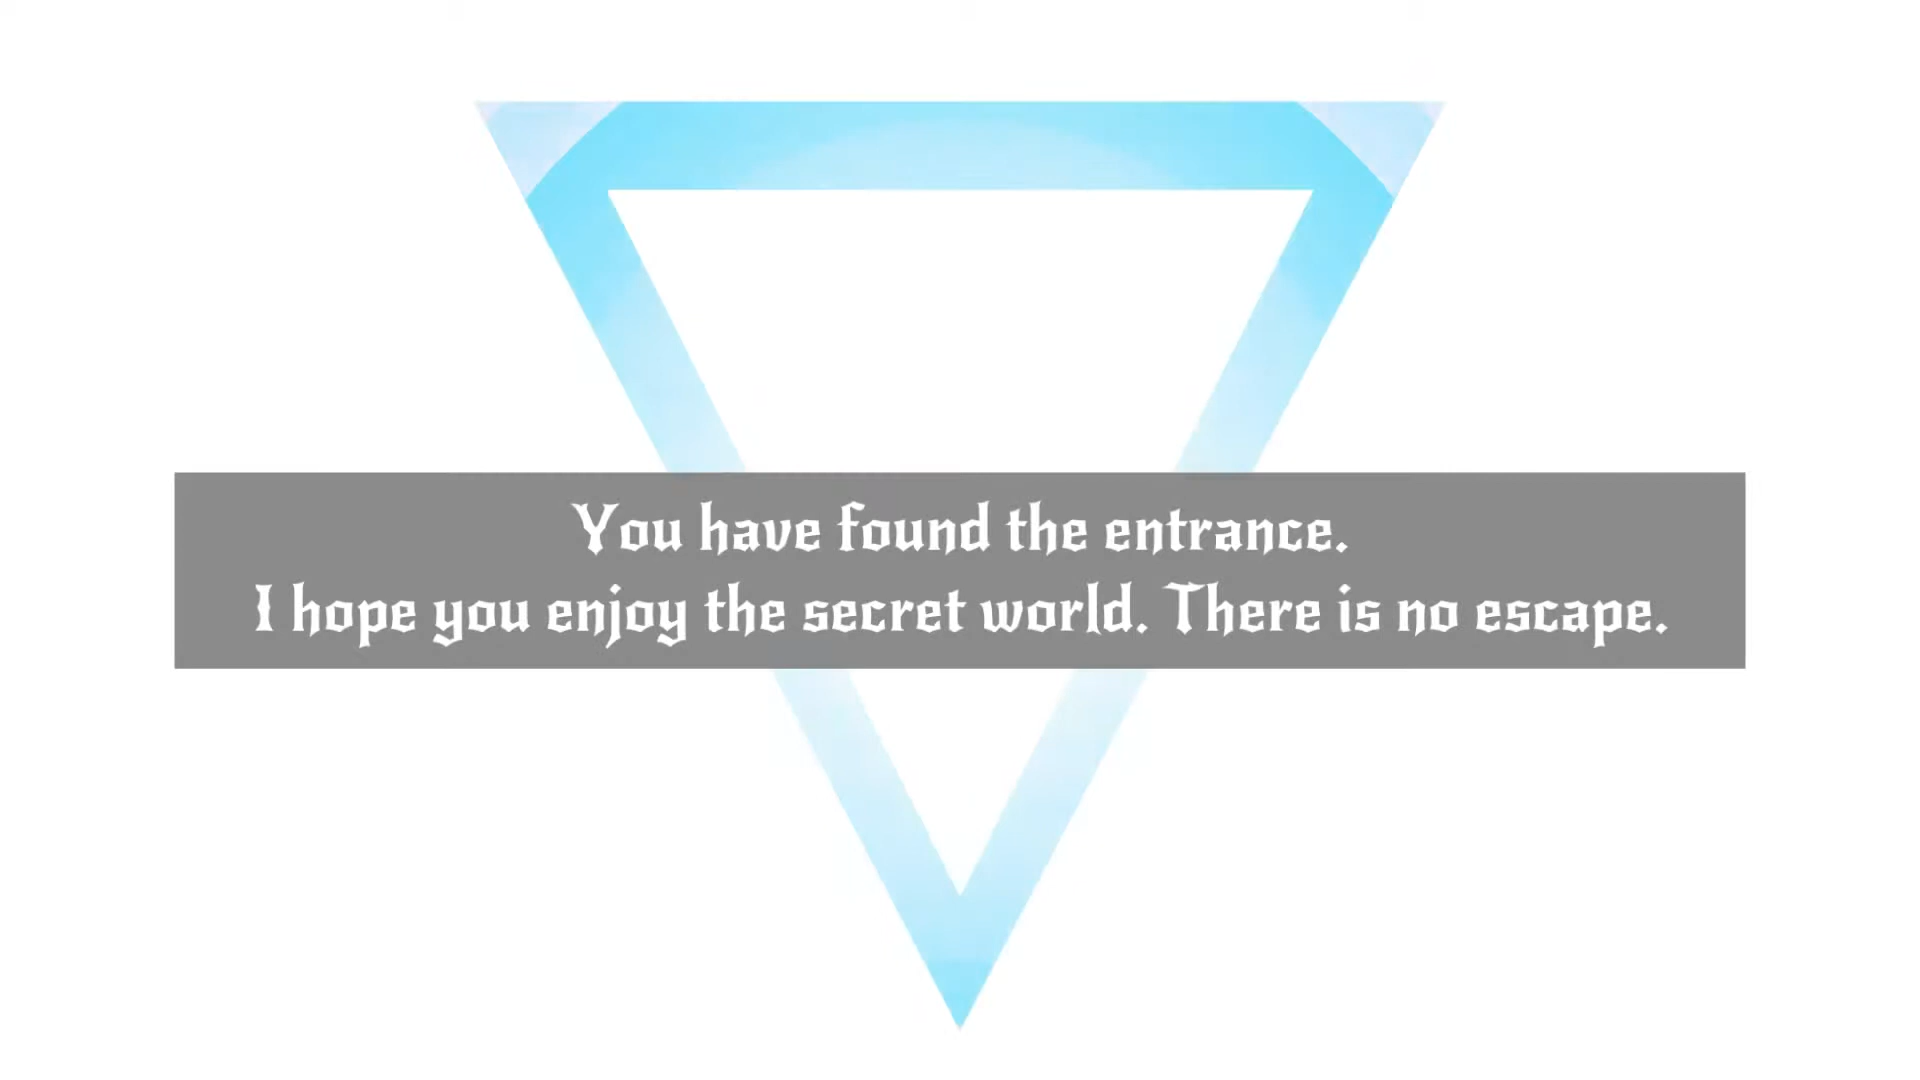 You have found the entrance.
I hope you enjoy the secret world. There is no escape.